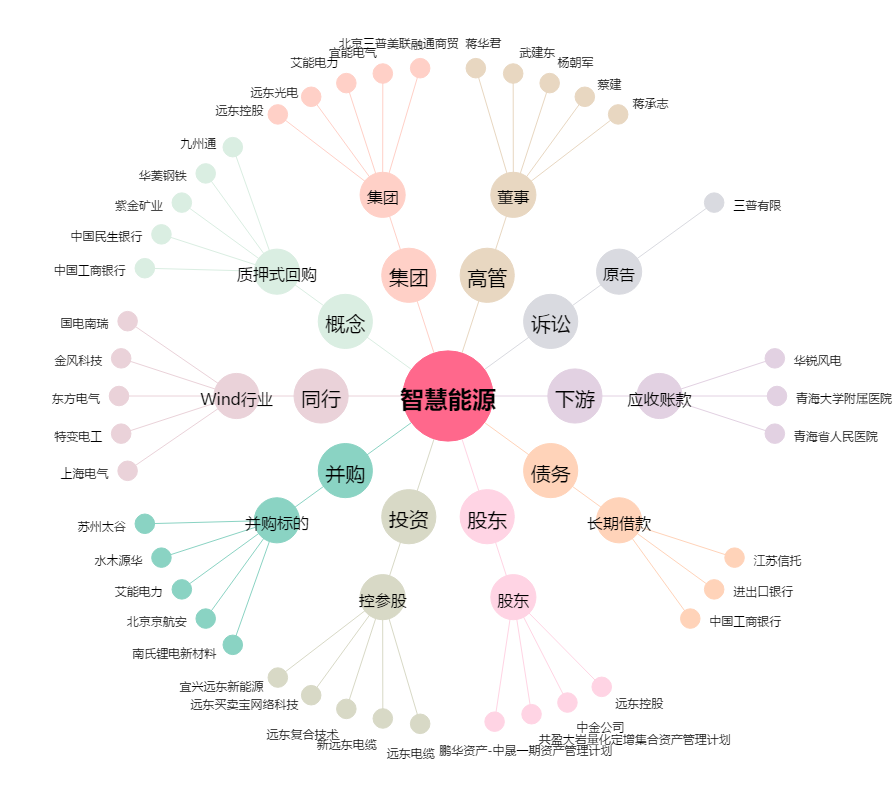 北京三普美联融通商贸
蒋华君
宜能电气
武建东
艾能电力
杨朝军
远东光电
蔡建
远东控股
蒋承志
九州通
华菱钢铁
集团
董事
紫金矿业
三普有限
中国民生银行
中国工商银行
质押式回购
集团
高管
原告
国电南瑞
概念
诉讼
金风科技
华锐风电
东方电气
Wind行业
同行
智慧能源
下游
应收账款
青海大学附属医院
特变电工
青海省人民医院
上海电气
并购
债务
苏州太谷
并购标的
投资
股东
长期借款
水木源华
江苏信托
艾能电力
控参股
股东
进出口银行
北京京航安
中国工商银行
南氏锂电新材料
宜兴远东新能源
远东买卖宝网络科技
远东控股
远东复合技术
中金公司
新远东电缆
共盈大岩量化定增集合资产管理计划
远东电缆
鹏华资产-中晟一期资产管理计划